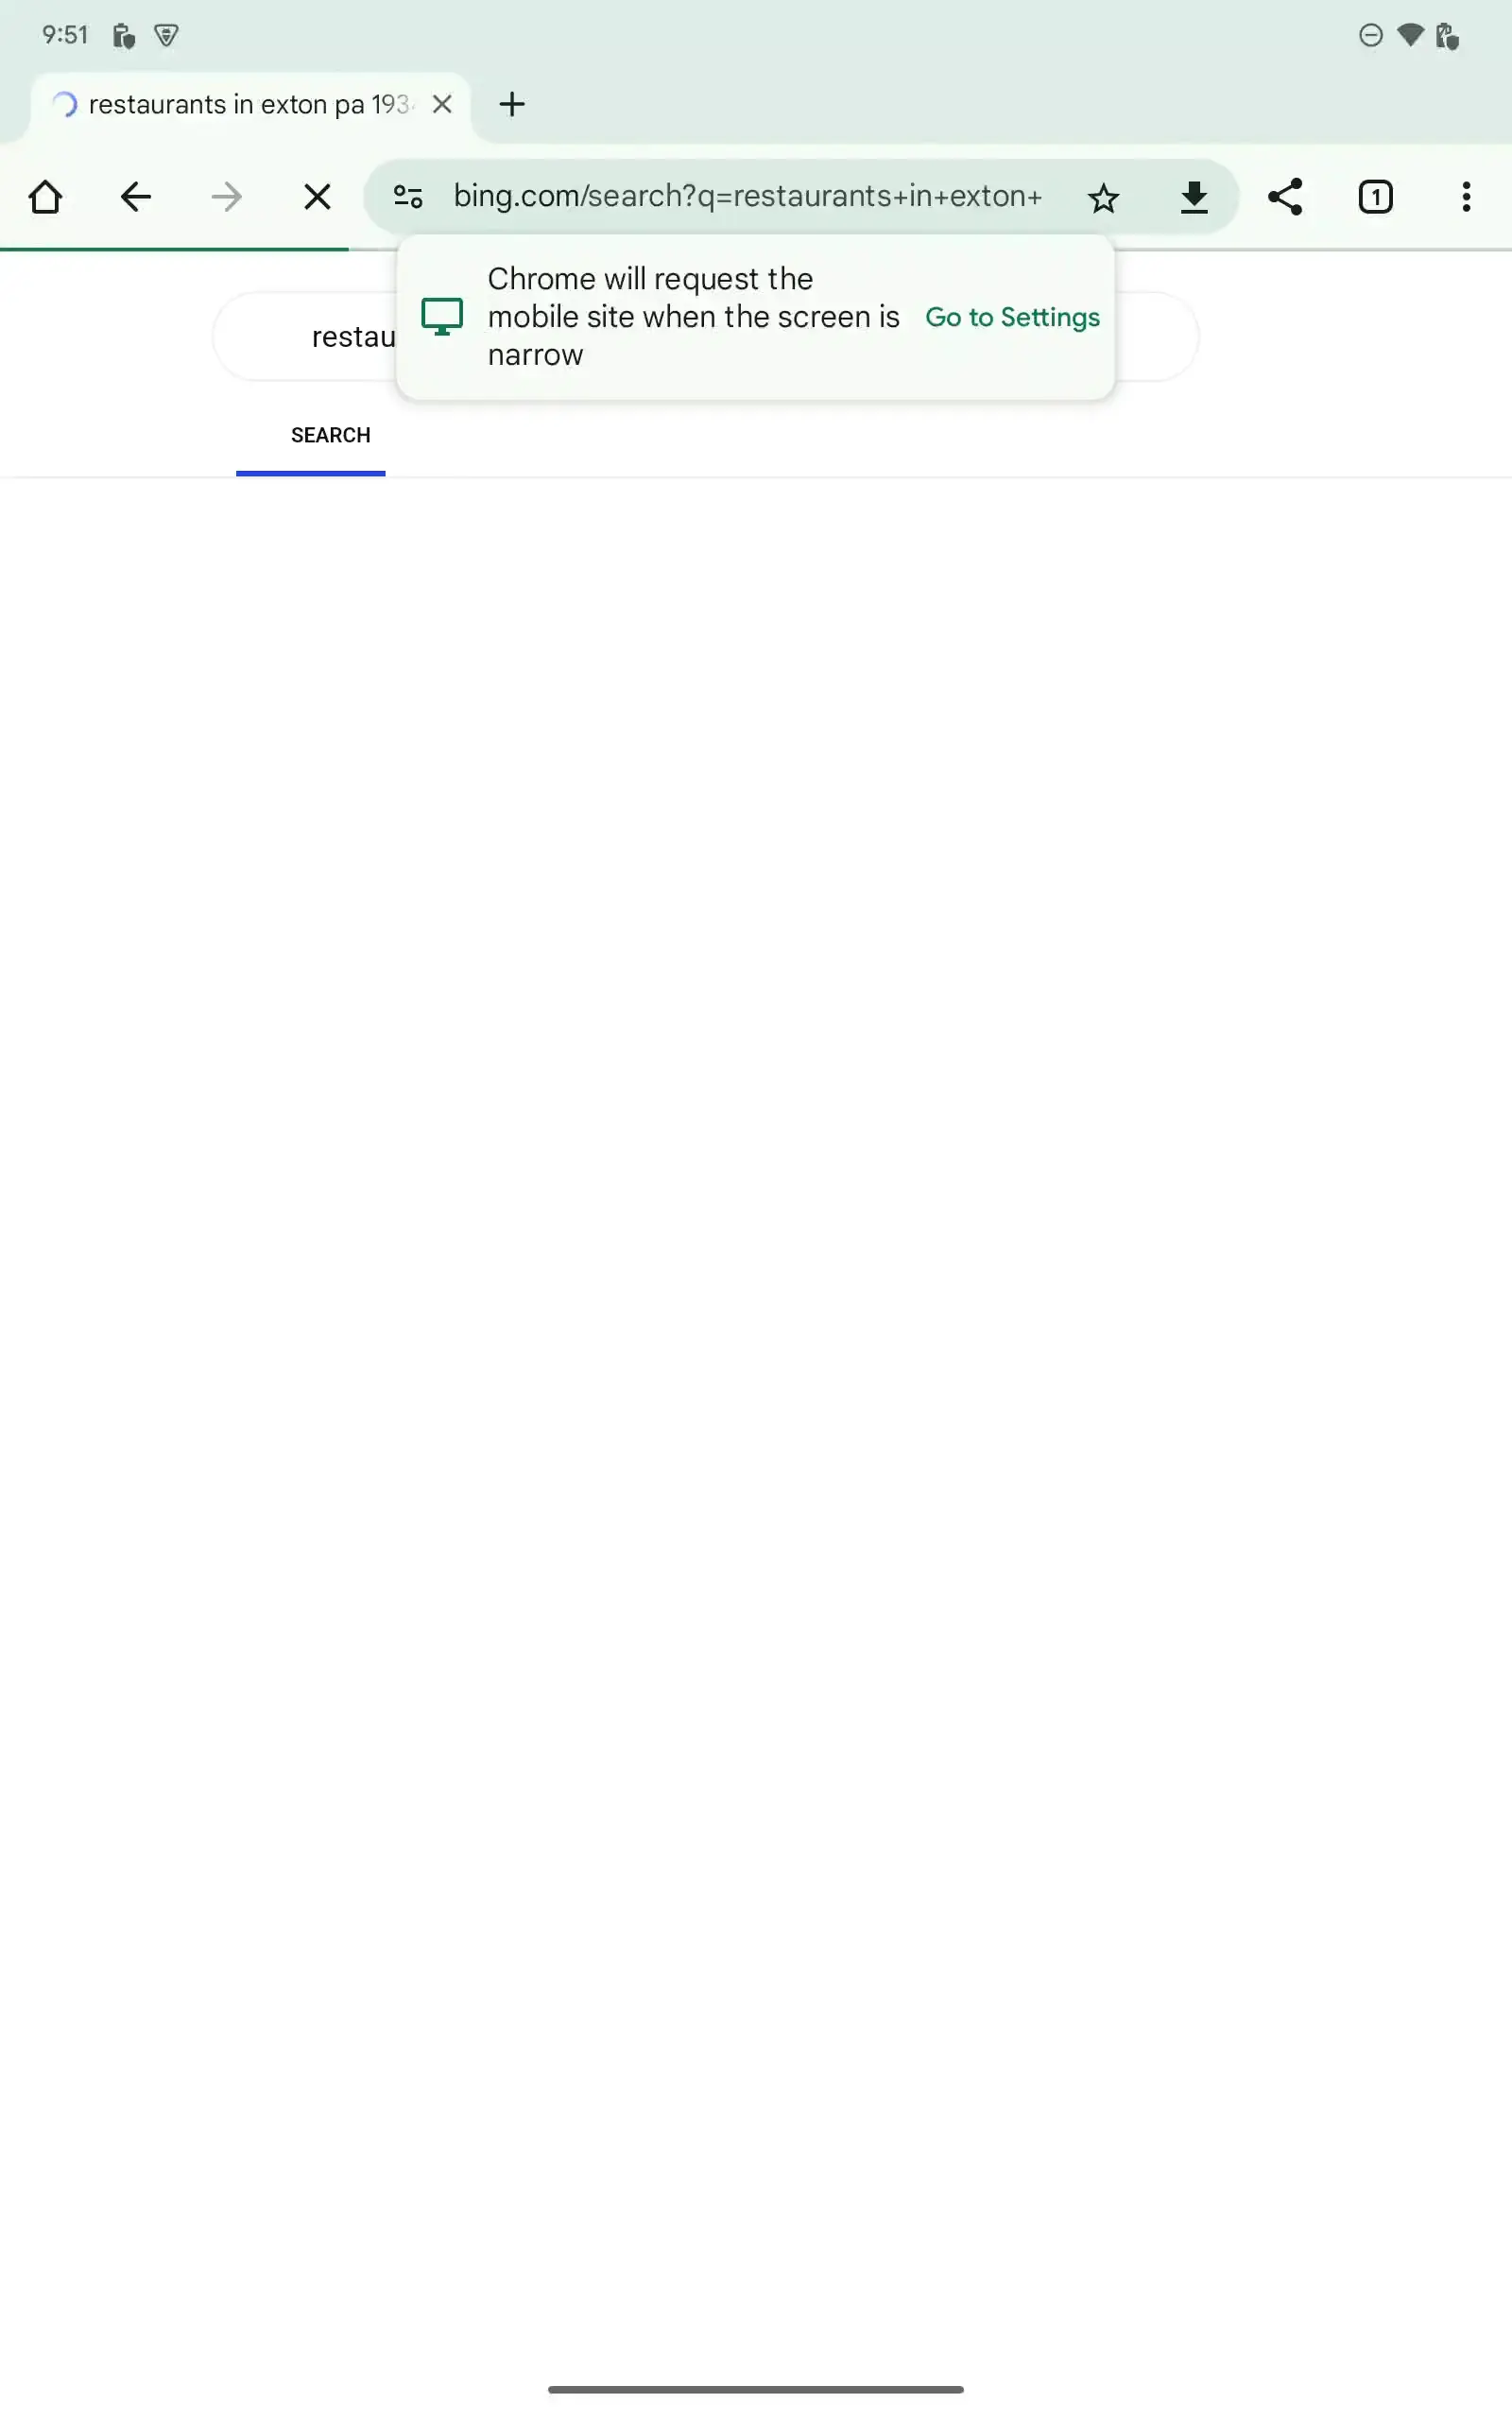 9:51
restaurants in exton pa 193
bing.com/search?q=restaurants+in+exton+
1
Chrome will request the
mobile site when the screen is
narrow
Go to Settings
restau
SEARCH